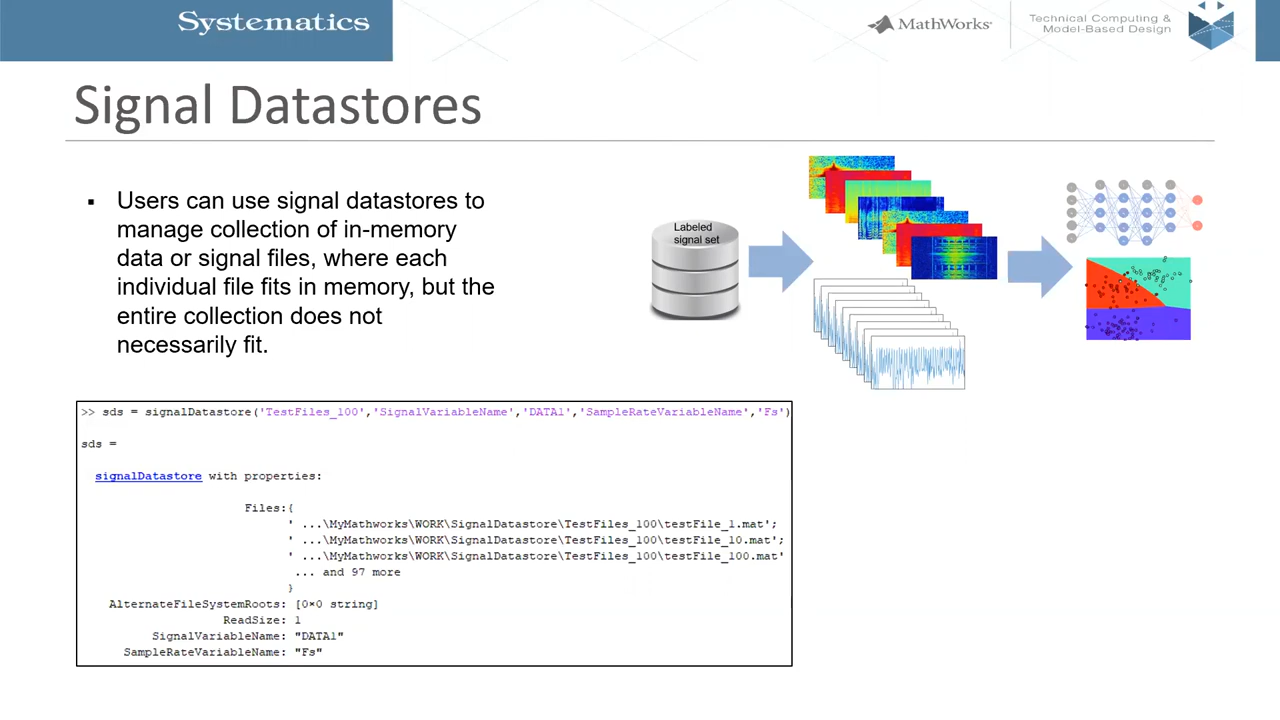 Systematics
MathWorks
Technical Computing &
Model-Based Design
Signal Datastores
▪ Users can use signal datastores to
manage collection of in-memory
data or signal files, where each
individual file fits in memory, but the
entire collection does not
necessarily fit.
Labeled
signal set
>> sds = signalDatastore('TestFiles_100','SignalVariableName','DATA1','SampleRateVariableName','Fs')
sds =
signalDatastore with properties:
Files:{
' ...\MyMathworks\WORK\SignalDatastore\TestFiles_100\testFile_1.mat';
' ...\MyMathworks\WORK\SignalDatastore\TestFiles_100\testFile_10.mat';
' ...\MyMathworks\WORK\SignalDatastore\TestFiles_100\testFile_100.mat'
... and 97 more
}
AlternateFileSystemRoots: [0×0 string]
ReadSize: 1
SignalVariableName: "DATA1"
SampleRateVariableName: "Fs"